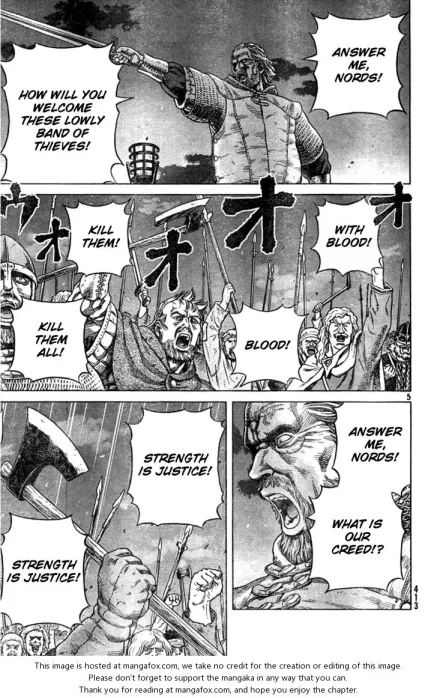 ANSWER
ME,
NORDS!
HOW WILL YOU
WELCOME
THESE LOWLY
BAND OF
THIEVES!
オ
オ
オ
オ
WITH
BLOOD!
BLOOD!
KILL
THEM!
KILL
THEM
ALL!
5
ANSWER
ME,
NORDS!
WHAT IS
OUR
CREED!?
STRENGTH
IS JUSTICE!
STRENGTH
IS JUSTICE!
413
This image is hosted at mangafox.com, we take no credit for the creation or editing of this image.
Please don't forget to support the mangaka in any way that you can.
Thank you for reading at mangafox.com, and hope you enjoy the chapter.